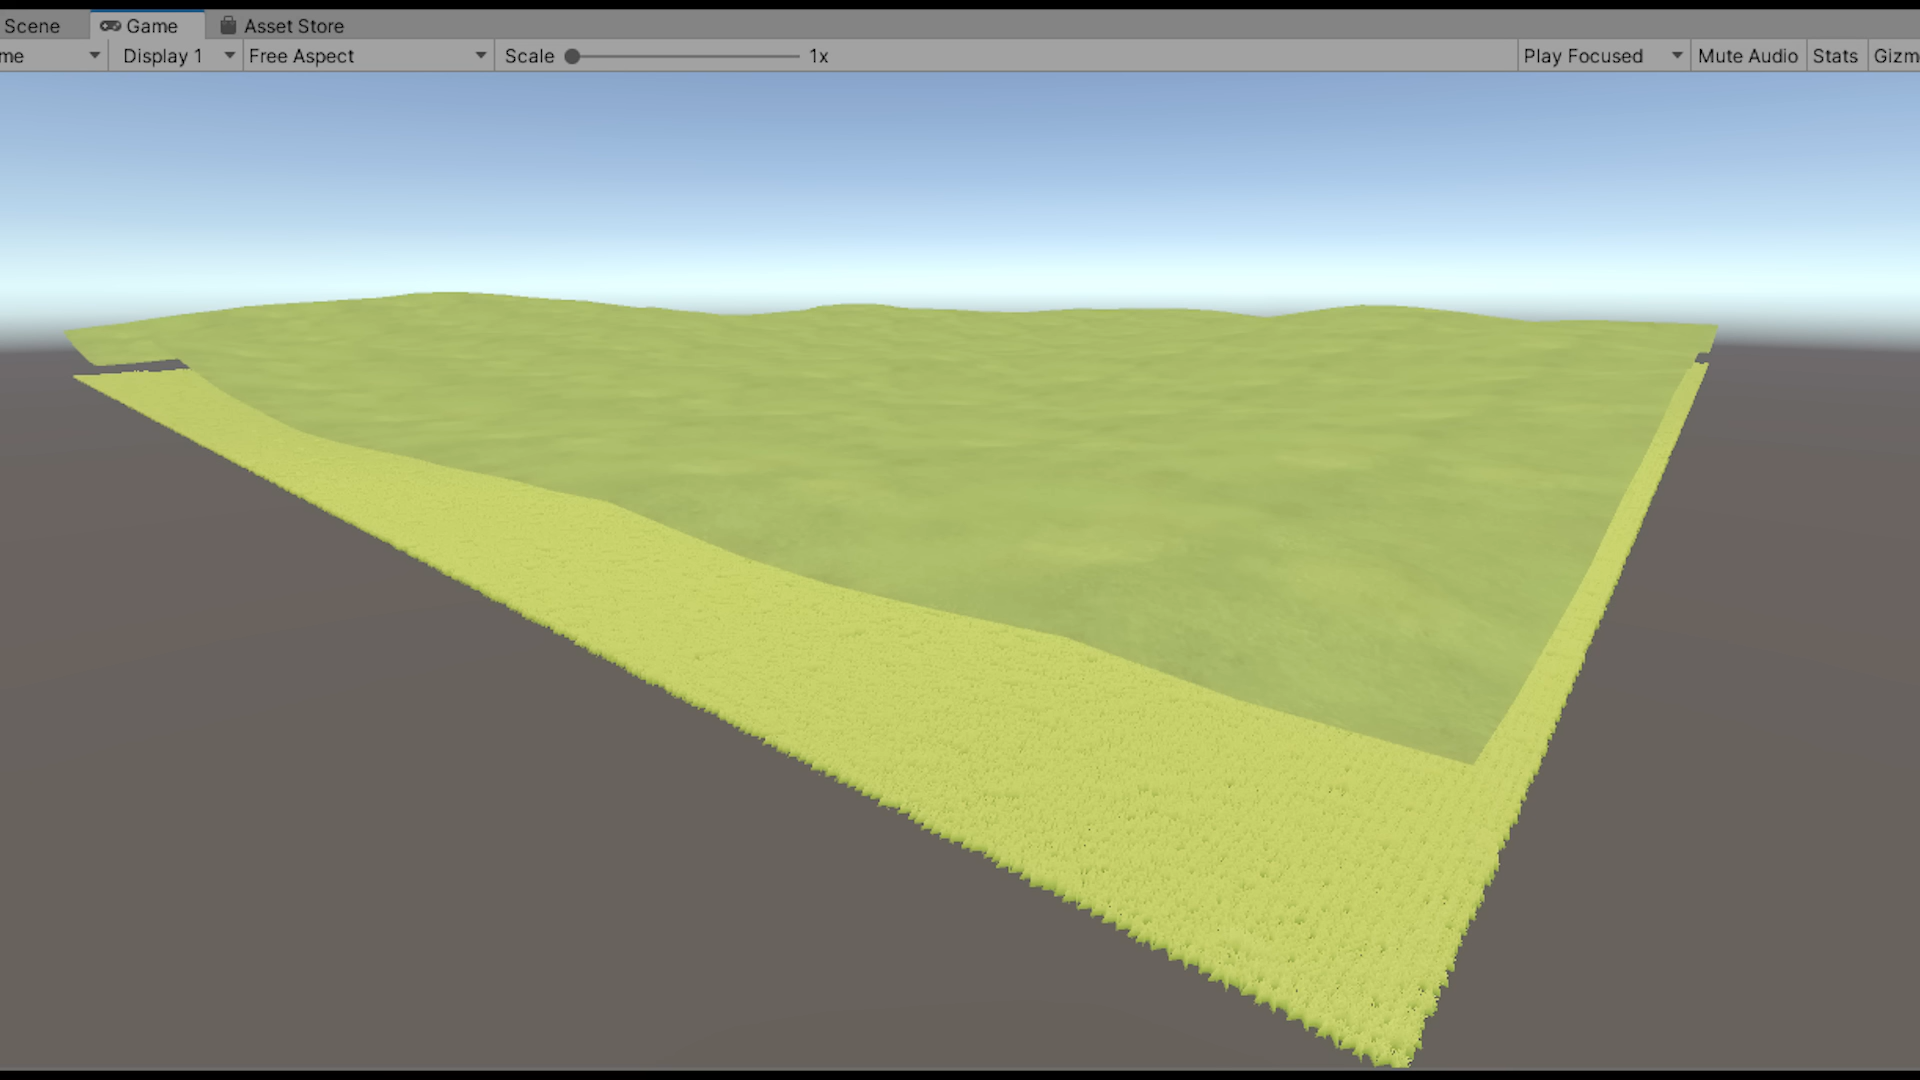 Scene Game Asset Store
me Display 1 Free Aspect Scale 1x Play Focused Mute Audio Stats Gizm